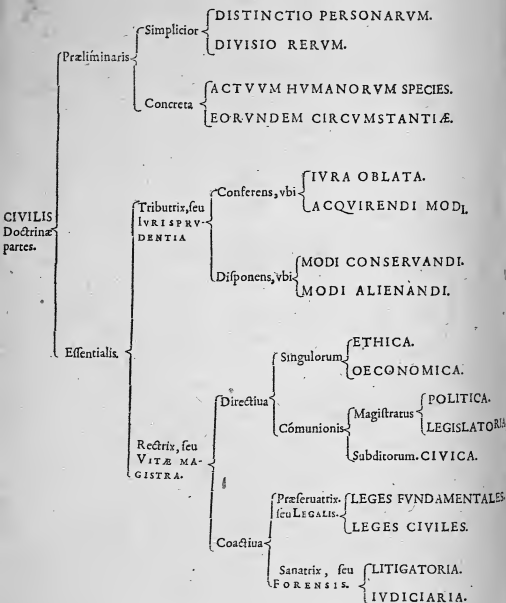 Simplicior
DISTINCTIO PERSONARVM.
DIVISIO RERVM.
Præliminaris
Concreta
ACTVVM HVMANORVM SPECIES.
EORVNDEM CIRCVMSTANTIÆ.
CIVILIS
Doctrinæ
partes.
Tributrix, ſeu
IVRISPRV-
DENTIA
Conferens, vbi
IVRA OBLATA.
ACQVIRENDI MODI
Diſponens, vbi
MODI CONSERVANDI.
MODI ALIENANDI.
Eſſentialis.
Singulorum
ETHICA.
OECONOMICA.
Directiua
Comunionis
Magiſtratus
POLITICA.
LEGISLATORIA
Subditorum. CIVICA.
Rectrix, ſeu
VITÆ MA-
GISTRA.
Præſeruatrix.
ſeu LEGALIS.
LEGES FVNDAMENTALES.
LEGES CIVILES.
Coactiua
Sanatrix, ſeu
FORENSIS.
LITIGATORIA.
IVDICIARIA.